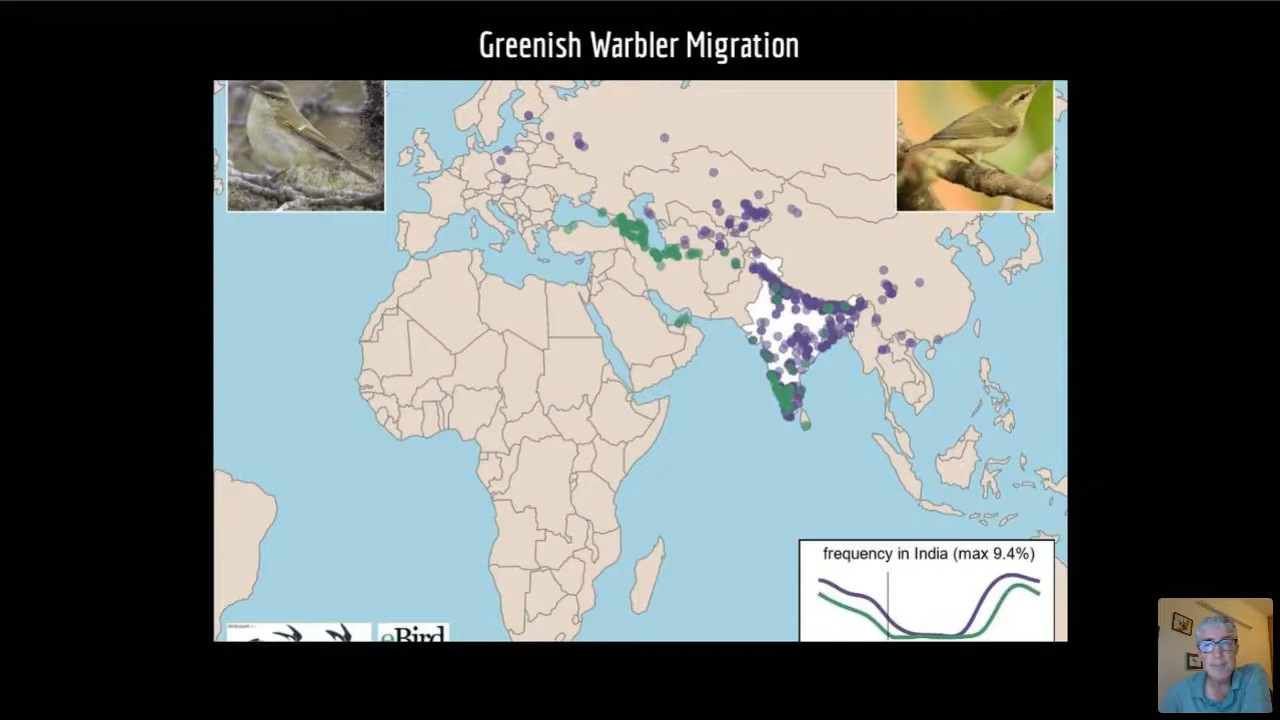 Greenish Warbler Migration
frequency in India (max 9.4%)
eBird